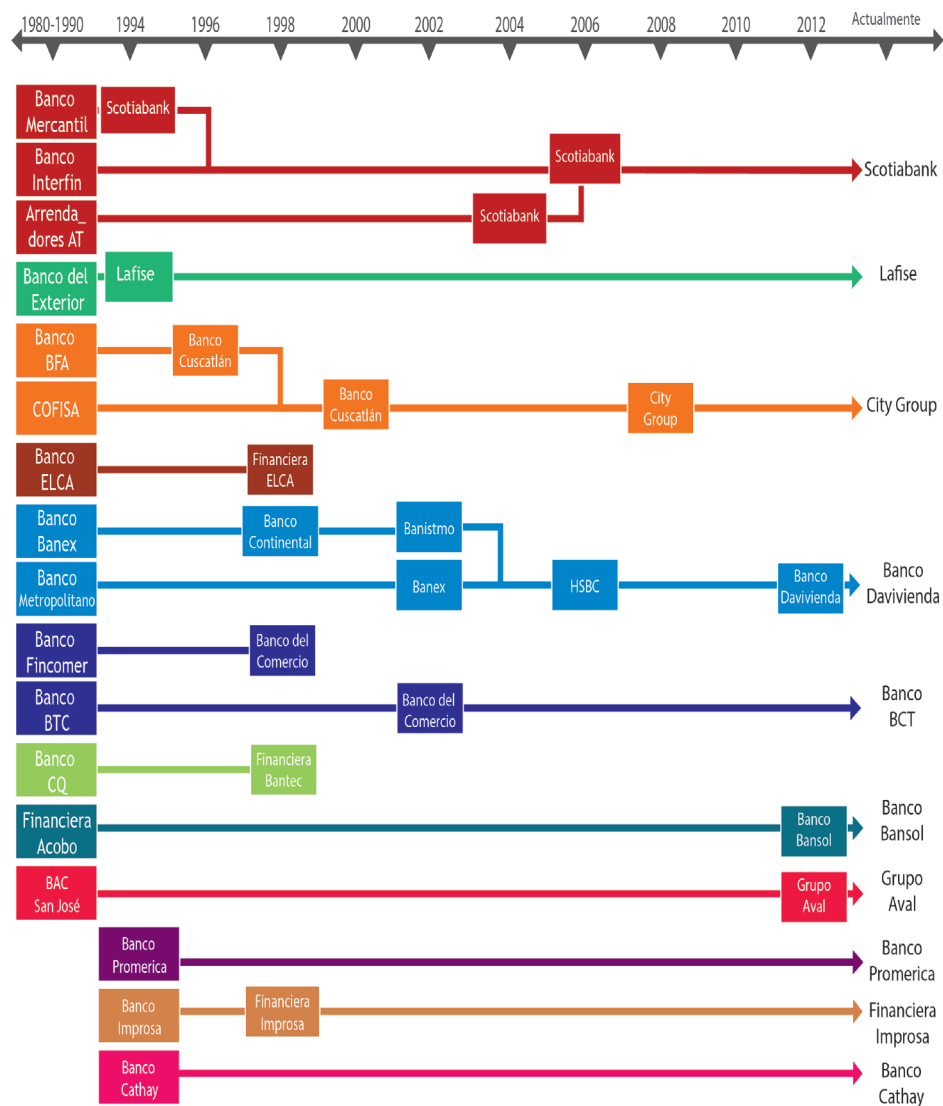 1980-1990 1994 1996 1998 2000 2002 2004 2006 2008 2010 2012 Actualmente
Banco
Mercantil
Scotiabank
Banco
Interfin
Scotiabank
Scotiabank
Arrenda_
dores AT
Scotiabank
Banco del
Exterior
Lafise
Lafise
Banco
BFA
Banco
Cuscatlán
COFISA
Banco
Cuscatlán
City
Group
City Group
Banco
ELCA
Financiera
ELCA
Banco
Banex
Banco
Continental
Banistmo
Banco
Metropolitano
Banex
HSBC
Banco
Davivienda
Banco
Davivienda
Banco
Fincomer
Banco del
Comercio
Banco
BTC
Banco del
Comercio
Banco
BCT
Banco
CQ
Financiera
Bantec
Financiera
Acobo
Banco
Bansol
Banco
Bansol
BAC
San José
Grupo
Aval
Grupo
Aval
Banco
Promerica
Banco
Promerica
Banco
Improsa
Financiera
Improsa
Financiera
Improsa
Banco
Cathay
Banco
Cathay